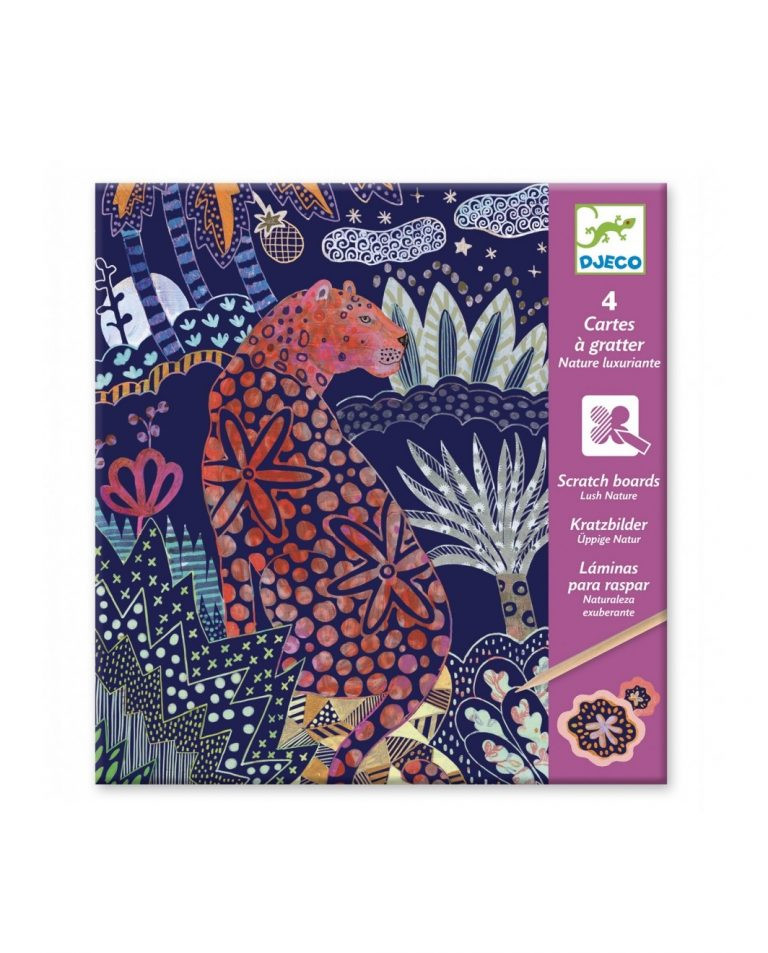 DJECO
4
Cartes
à gratter
Nature luxuriante
Scratch boards
Lush Nature
Kratzbilder
Üppige Natur
Láminas
para raspar
Naturaleza
exuberante